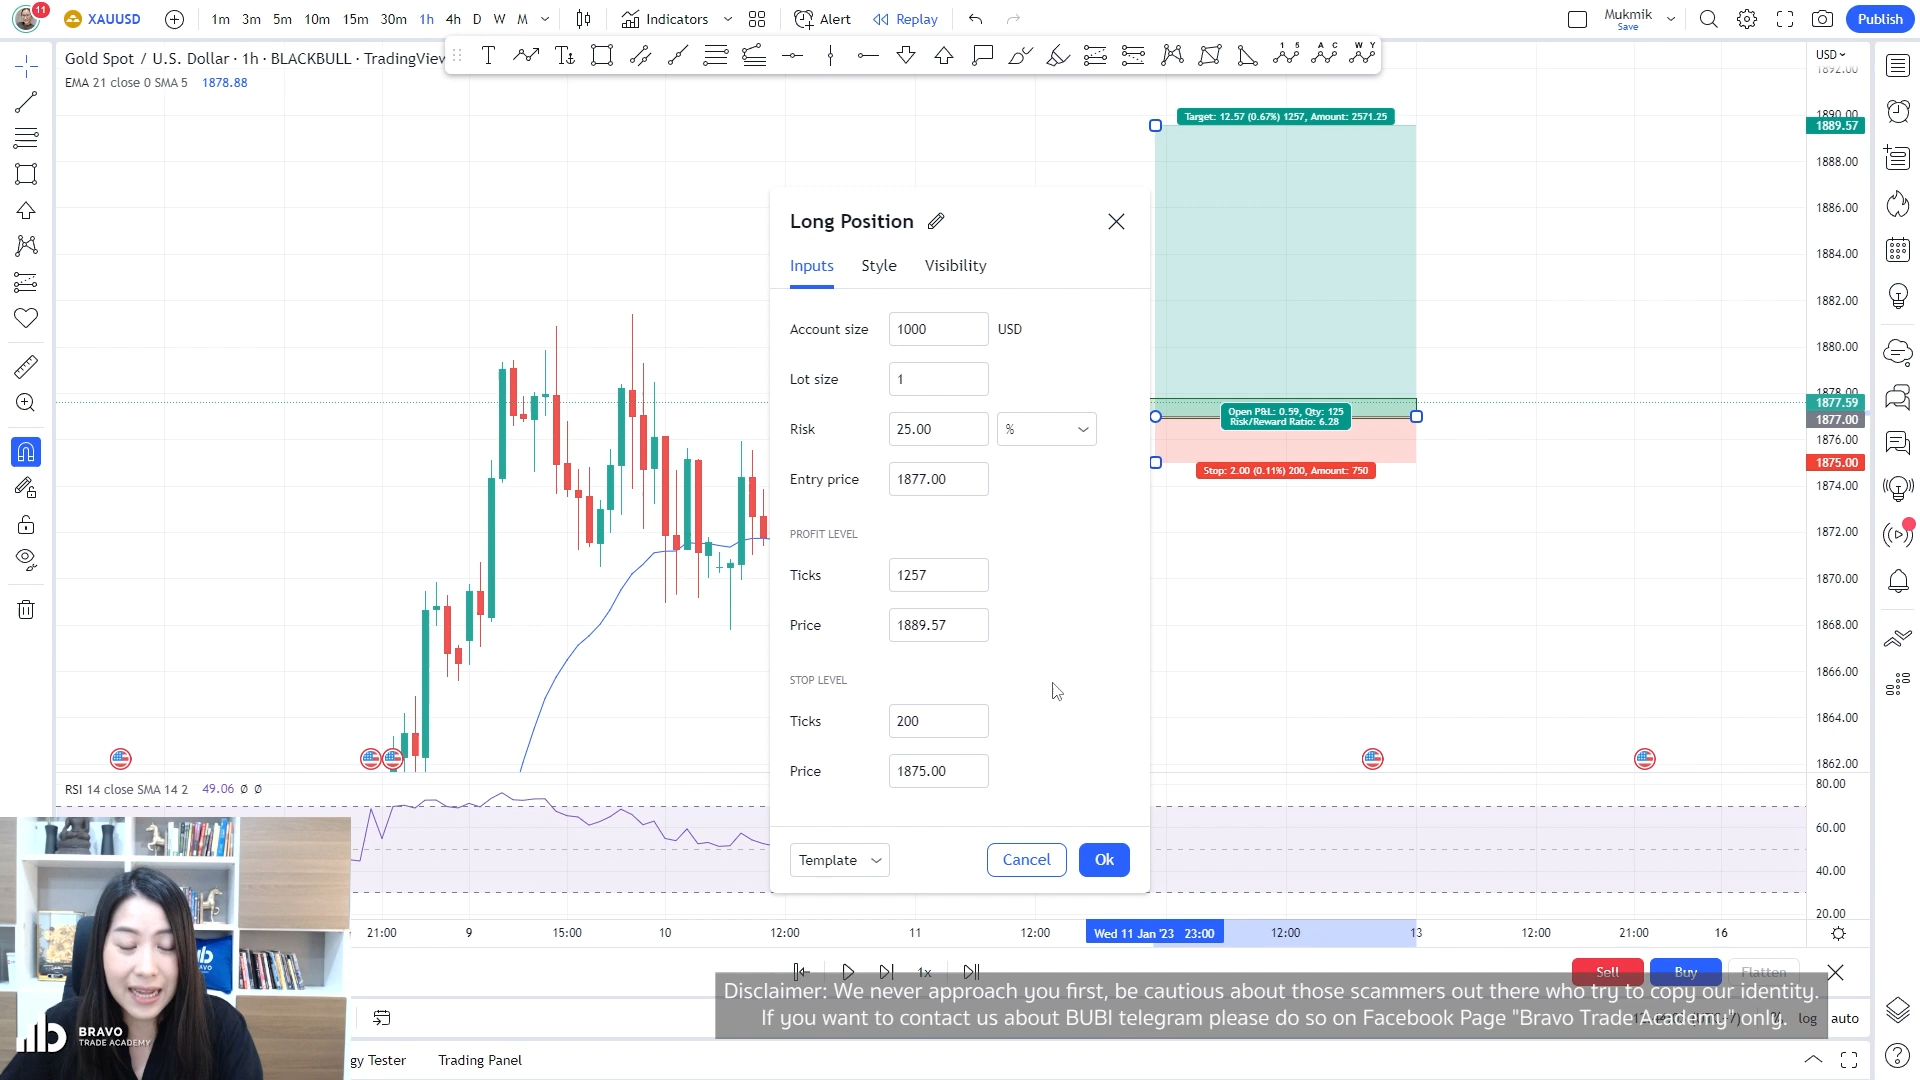 11
XAUUSD
1m 3m 5m 10m 15m 30m 1h 4h D W M
Indicators
Alert
Replay
Mukmik
Save
Publish
Gold Spot / U.S. Dollar · 1h · BLACKBULL · TradingView
EMA 21 close 0 SMA 5 1878.88
USD
1892.00
1890.00
1889.57
1888.00
1886.00
1884.00
1882.00
1880.00
1878.00
1877.59
1877.00
1876.00
1875.00
1874.00
1872.00
1870.00
1868.00
1866.00
1864.00
1862.00
80.00
60.00
40.00
20.00
Target: 12.57 (0.67%) 1257, Amount: 2571.25
Open P&L: 0.59, Qty: 125
Risk/Reward Ratio: 6.28
Stop: 2.00 (0.11%) 200, Amount: 750
Long Position
Inputs Style Visibility
Account size 1000 USD
Lot size 1
Risk 25.00 %
Entry price 1877.00
PROFIT LEVEL
Ticks 1257
Price 1889.57
STOP LEVEL
Ticks 200
Price 1875.00
Template Cancel Ok
RSI 14 close SMA 14 2 49.06 Ø Ø
21:00 9 15:00 10 12:00 11 12:00 Wed 11 Jan '23 23:00 12:00 13 12:00 21:00 16
1x
Sell Buy Flatten
Disclaimer: We never approach you first, be cautious about those scammers out there who try to copy our identity.
If you want to contact us about BUBI telegram please do so on Facebook Page "Bravo Trade Academy" only.
log auto
BRAVO
TRADE ACADEMY
gy Tester Trading Panel